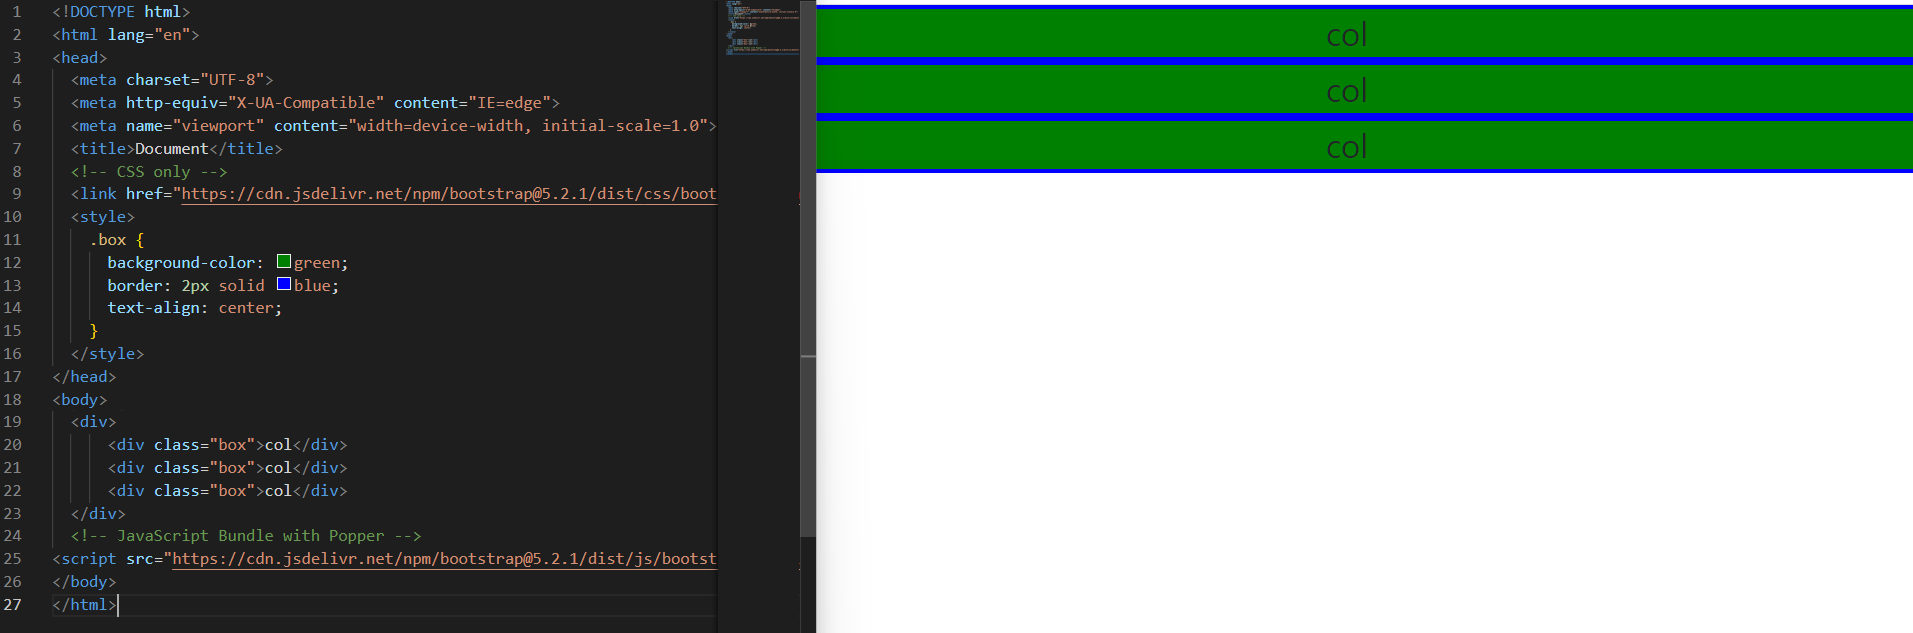 1 <!DOCTYPE html>
2 <html lang="en">
3 <head>
4 <meta charset="UTF-8">
5 <meta http-equiv="X-UA-Compatible" content="IE=edge">
6 <meta name="viewport" content="width=device-width, initial-scale=1.0">
7 <title>Document</title>
8 <!-- CSS only -->
9 <link href="https://cdn.jsdelivr.net/npm/bootstrap@5.2.1/dist/css/boot
10 <style>
11 .box {
12 background-color: green;
13 border: 2px solid blue;
14 text-align: center;
15 }
16 </style>
17 </head>
18 <body>
19 <div>
20 <div class="box">col</div>
21 <div class="box">col</div>
22 <div class="box">col</div>
23 </div>
24 <!-- JavaScript Bundle with Popper -->
25 <script src="https://cdn.jsdelivr.net/npm/bootstrap@5.2.1/dist/js/bootst
26 </body>
27 </html>
col
col
col